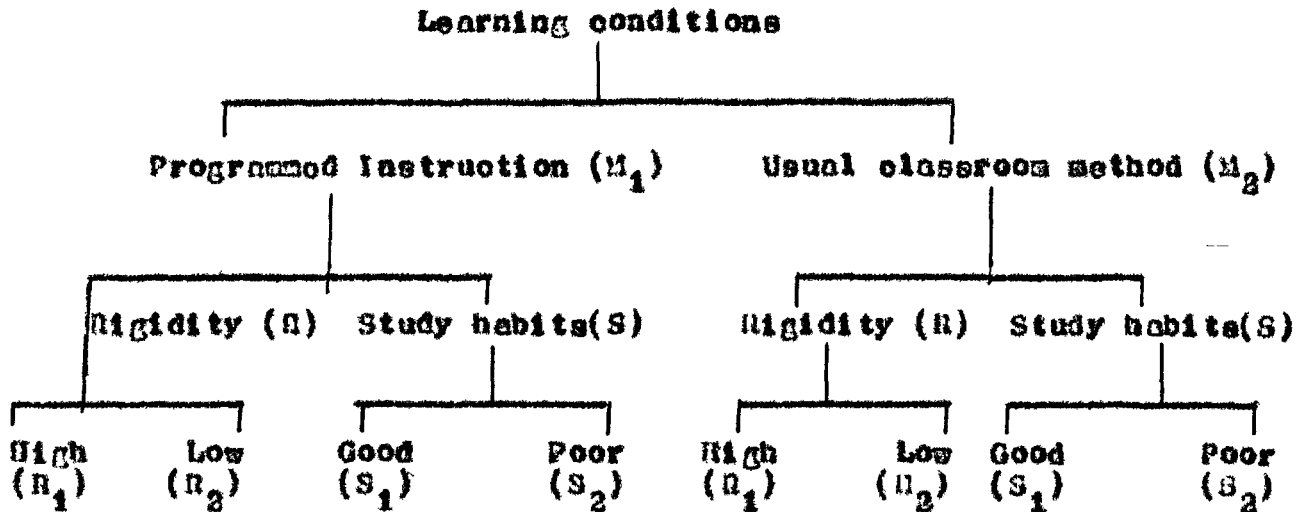 Learning conditions
Programmed Instruction (M₁) Usual classroom method (M₂)
Rigidity (R) Study habits(S) Rigidity (R) Study habits(S)
High Low Good Poor High Low Good Poor
(R₁) (R₂) (S₁) (S₂) (R₁) (R₂) (S₁) (S₂)